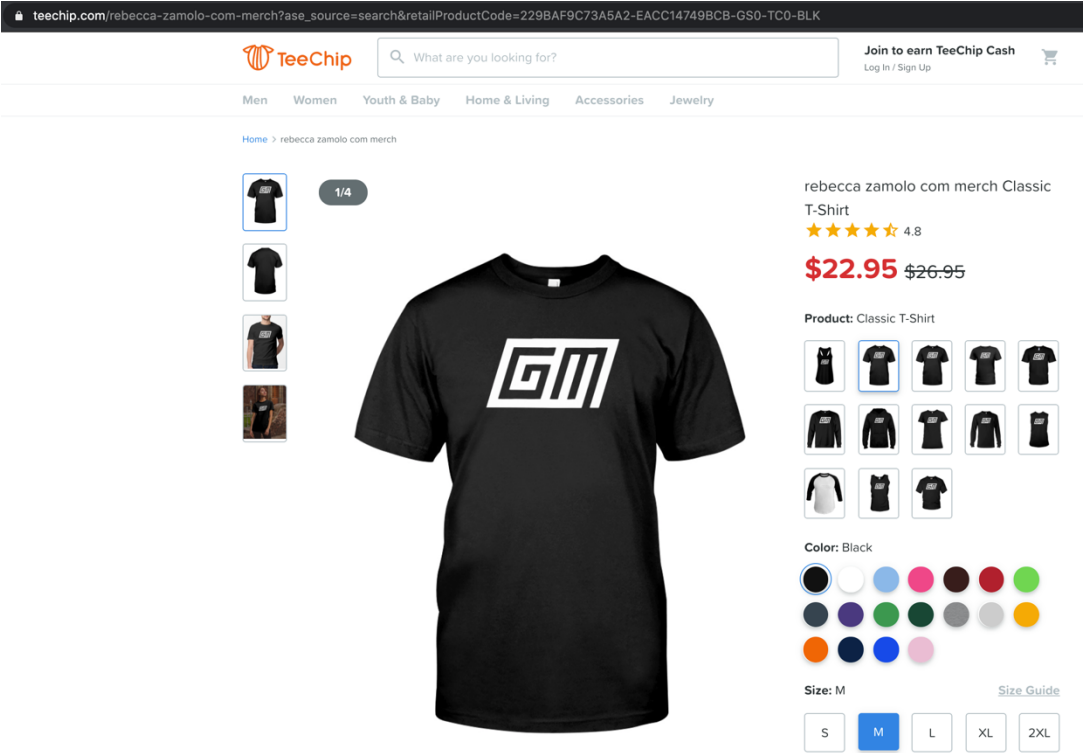 teechip.com/rebecca-zamolo-com-merch?ase_source=search&retailProductCode=229BAF9C73A5A2-EACC14749BCB-GS0-TC0-BLK
TeeChip
What are you looking for?
Join to earn TeeChip Cash
Log In / Sign Up
Men Women Youth & Baby Home & Living Accessories Jewelry
Home > rebecca zamolo com merch
1/4
rebecca zamolo com merch Classic
T-Shirt
4.8
$22.95 $26.95
Product: Classic T-Shirt
GM
Color: Black
Size: M Size Guide
S M L XL 2XL